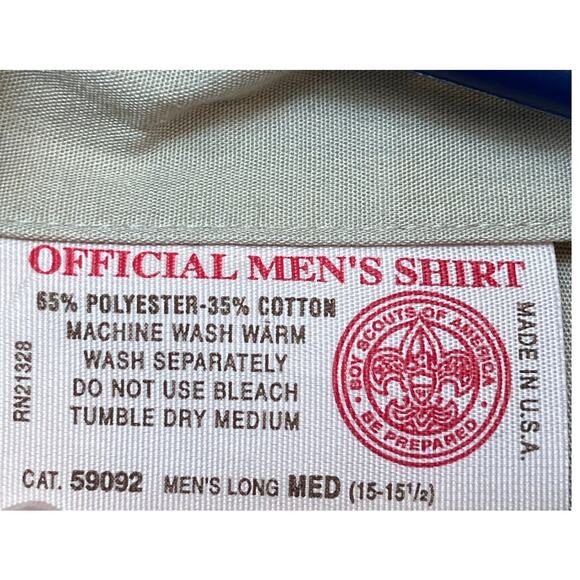 OFFICIAL MEN'S SHIRT
65% POLYESTER-35% COTTON
MACHINE WASH WARM
WASH SEPARATELY
DO NOT USE BLEACH
TUMBLE DRY MEDIUM
RN21328
BOY SCOUTS OF AMERICA
BE PREPARED
MADE IN U.S.A.
CAT. 59092 MEN'S LONG MED (15-15½)